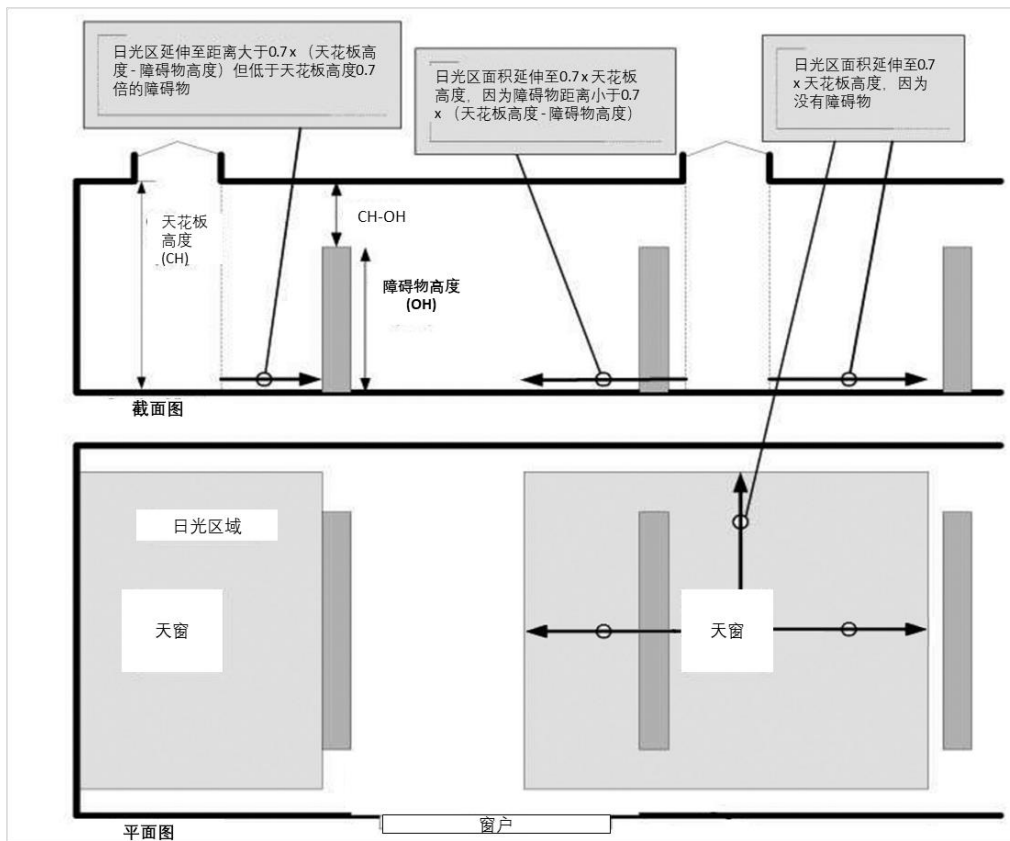 日光区延伸至距离大于0.7x（天花板高
度 - 障碍物高度）但低于天花板高度0.7
倍的障碍物
日光区面积延伸至0.7x 天花板
高度，因为障碍物距离小于0.7
x （天花板高度 - 障碍物高度）
日光区面积延伸至0.7
x 天花板高度，因为
没有障碍物
天花板
高度
(CH)
CH-OH
障碍物高度
(OH)
截面图
日光区域
天窗
天窗
窗户
平面图